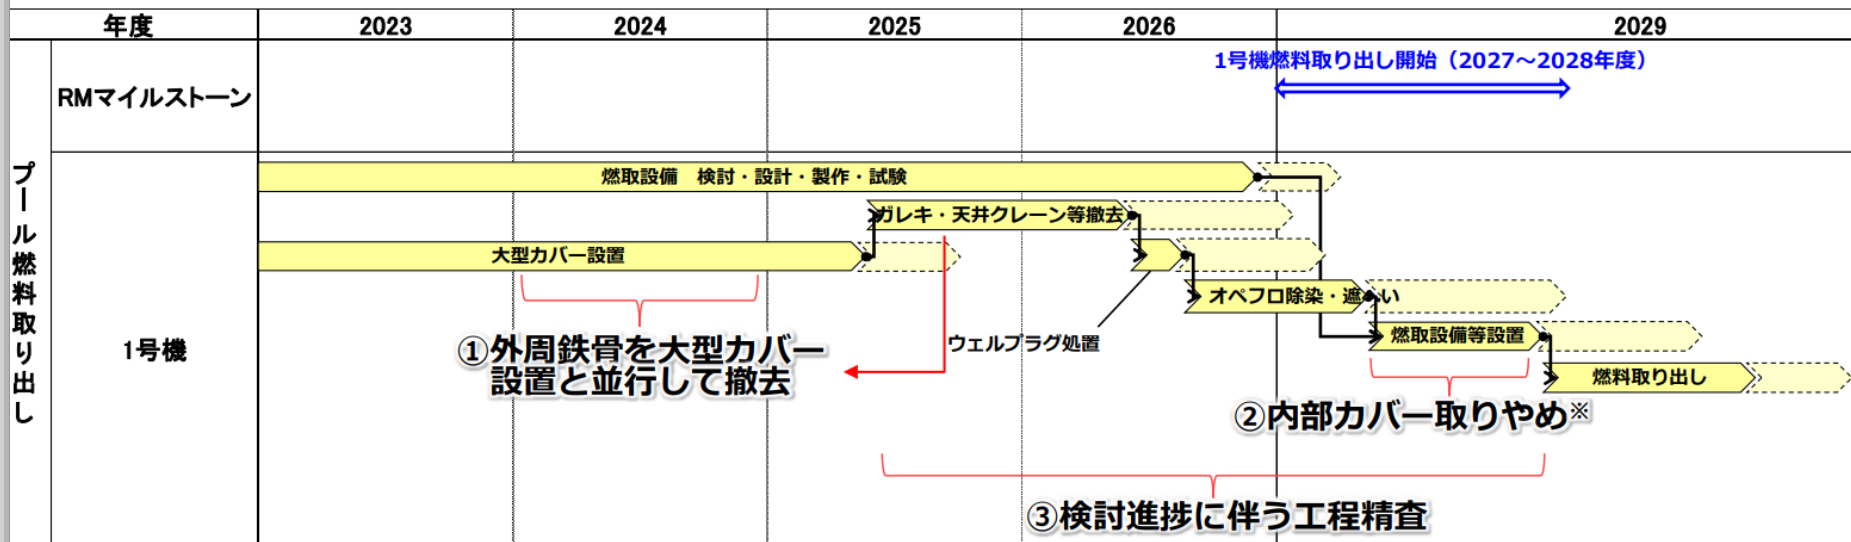 年度 2023 2024 2025 2026 2029
1号機燃料取り出し開始（2027～2028年度）
RMマイルストーン
プール燃料取り出し
1号機
燃取設備 検討・設計・製作・試験
ガレキ・天井クレーン等撤去
大型カバー設置
オペフロ除染・遮へい
燃取設備等設置
ウェルプラグ処置
①外周鉄骨を大型カバー
設置と並行して撤去
燃料取り出し
②内部カバー取りやめ※
③検討進捗に伴う工程精査